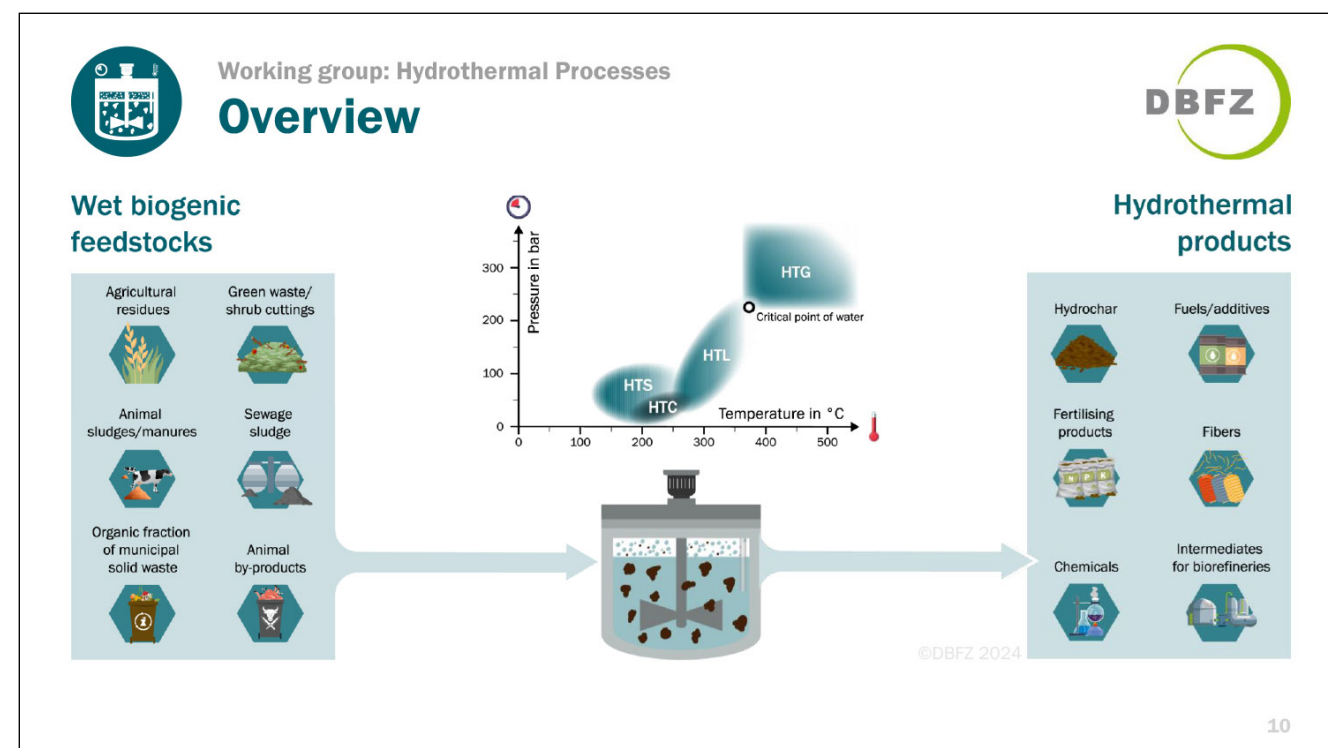 Working group: Hydrothermal Processes
Overview
DBFZ
Wet biogenic
feedstocks
Agricultural
residues
Green waste/
shrub cuttings
Animal
sludges/manures
Sewage
sludge
Organic fraction
of municipal
solid waste
Animal
by-products
Pressure in bar
300
200
100
0
HTG
Critical point of water
HTL
HTS
HTC
Temperature in °C
0
100
200
300
400
500
Hydrothermal
products
Hydrochar
Fuels/additives
Fertilising
products
Fibers
N P K
Chemicals
Intermediates
for biorefineries
©DBFZ 2024
10